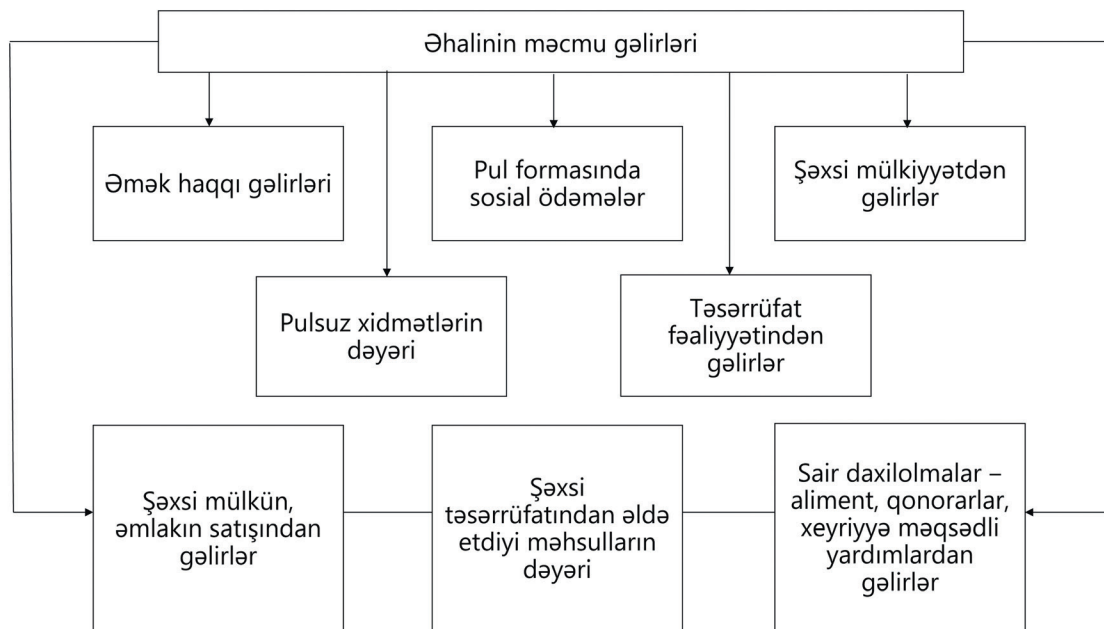 Əhalinin məcmu gəlirləri
Əmək haqqı gəlirləri
Pul formasında
sosial ödəmələr
Şəxsi mülkiyyətdən
gəlirlər
Pulsuz xidmətlərin
dəyəri
Təsərrüfat
fəaliyyətindən
gəlirlər
Şəxsi mülkün,
əmlakın satışından
gəlirlər
Şəxsi
təsərrüfatından əldə
etdiyi məhsulların
dəyəri
Sair daxilolmalar –
aliment, qonorarlar,
xeyriyyə məqsədli
yardımlardan
gəlirlər